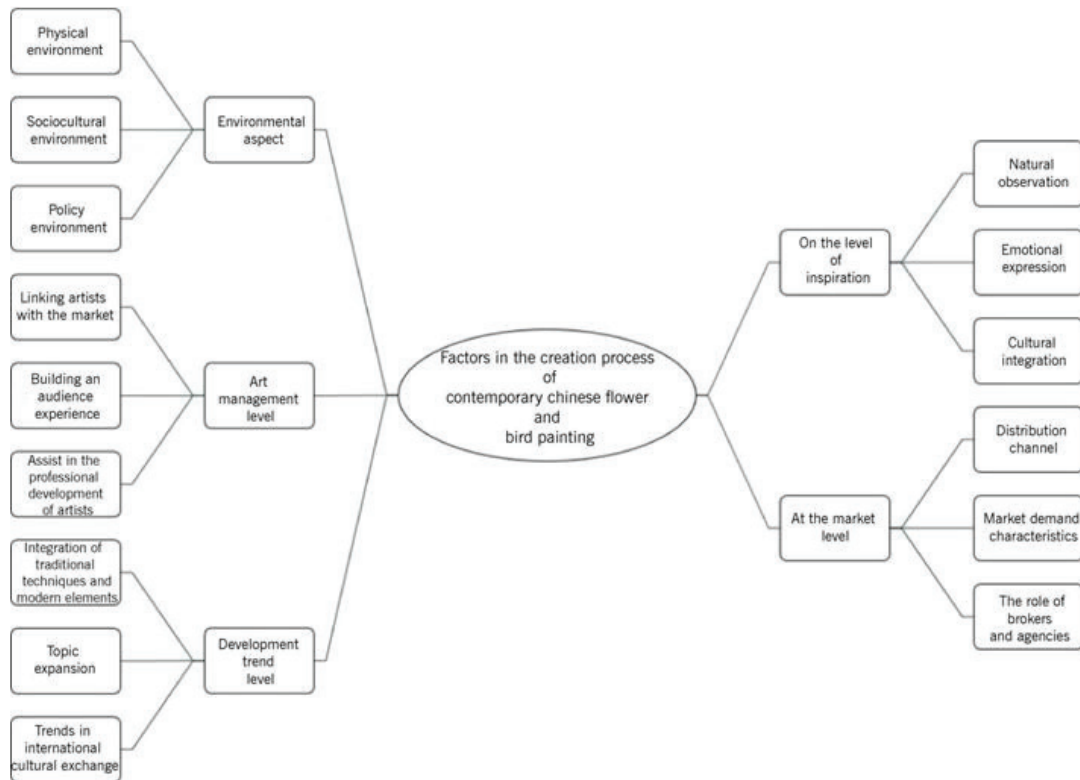 Physical
environment
Sociocultural
environment
Policy
environment
Environmental
aspect
Linking artists
with the market
Building an
audience
experience
Assist in the
professional
development
of artists
Art
management
level
Integration of
traditional
techniques and
modern elements
Topic
expansion
Trends in
international
cultural exchange
Development
trend
level
Factors in the creation process
of
contemporary chinese flower
and
bird painting
On the level
of
inspiration
Natural
observation
Emotional
expression
Cultural
integration
At the market
level
Distribution
channel
Market demand
characteristics
The role of
brokers
and agencies